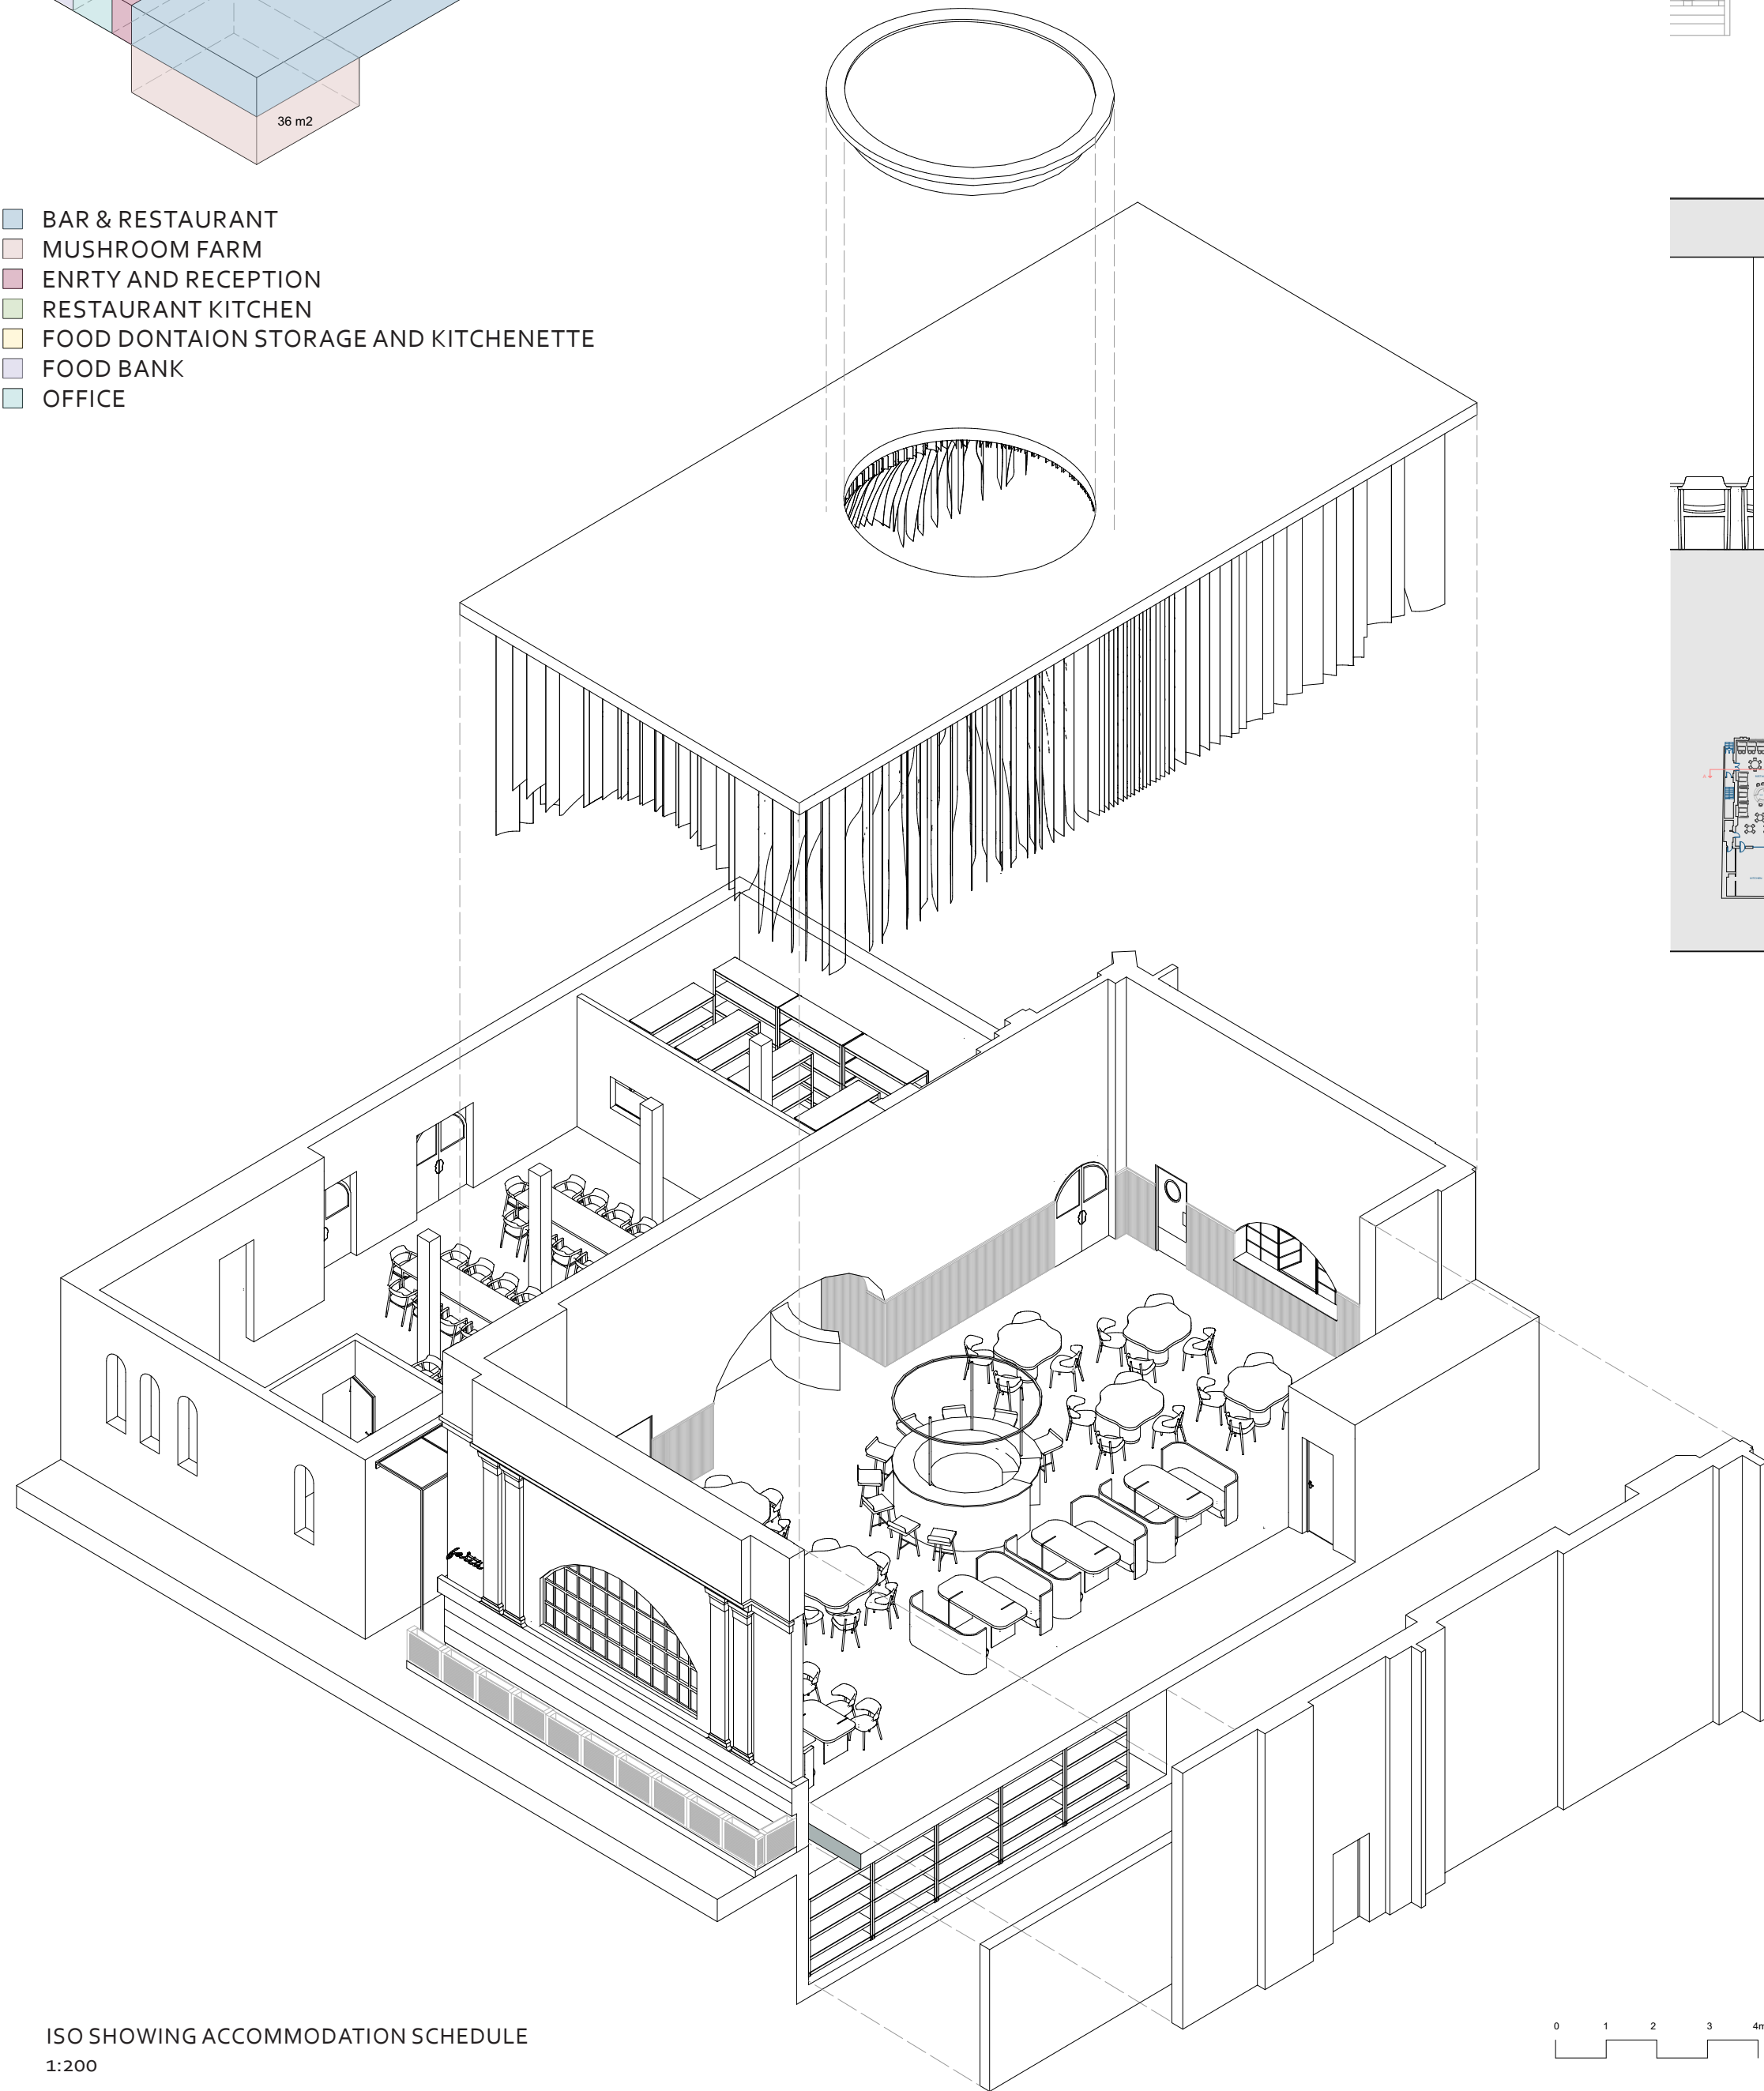 36 m2
BAR & RESTAURANT
MUSHROOM FARM
ENRTY AND RECEPTION
RESTAURANT KITCHEN
FOOD DONTAION STORAGE AND KITCHENETTE
FOOD BANK
OFFICE
ISO SHOWING ACCOMMODATION SCHEDULE
1:200
0 1 2 3 4m